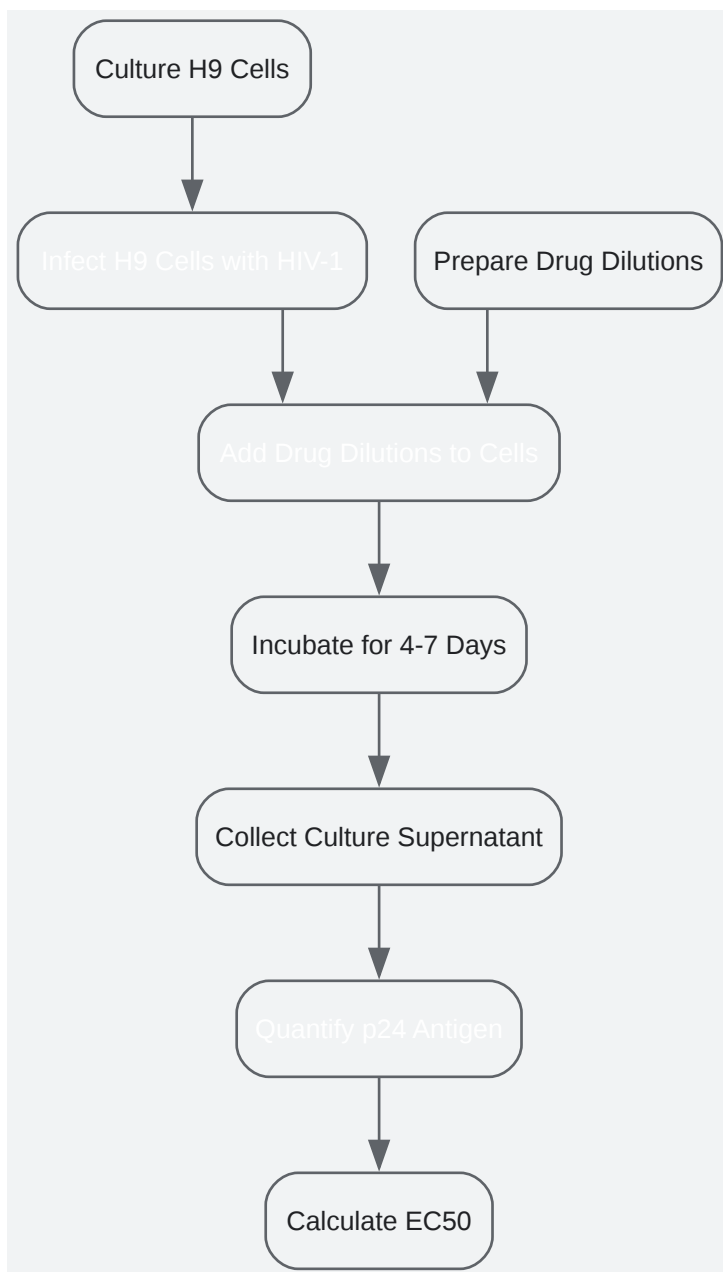 Culture H9 Cells
Infect H9 Cells with HIV-1
Prepare Drug Dilutions
Add Drug Dilutions to Cells
Incubate for 4-7 Days
Collect Culture Supernatant
Quantify p24 Antigen
Calculate EC50